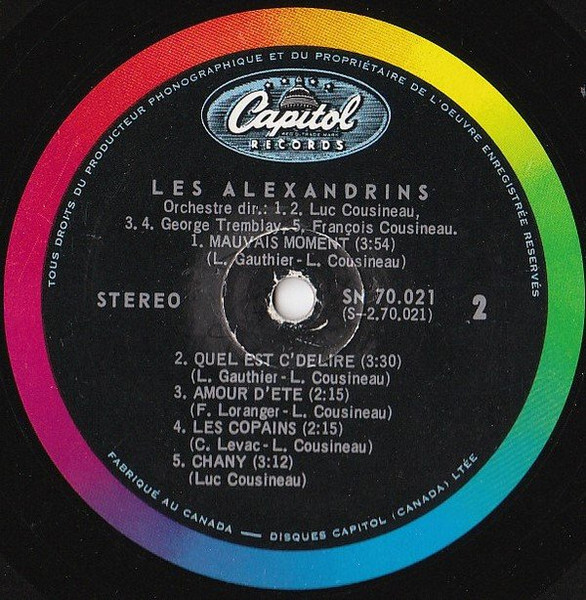 TOUS DROITS DU PRODUCTEUR PHONOGRAPHIQUE ET DU PROPRIÉTAIRE DE L'OEUVRE ENREGISTRÉE RESERVÉS
Capitol
RECORDS
LES ALEXANDRINS
Orchestre dir.: 1.2. Luc Cousineau,
3.4. George Tremblay. 5. François Cousineau.
1. MAUVAIS MOMENT (3:54)
(L. Gauthier - L. Cousineau)
STEREO
SN 70.021
(S-2,70,021)
2
2. QUEL EST C'DELIRE (3:30)
(L. Gauthier - L. Cousineau)
3. AMOUR D'ETE (2:15)
(F. Loranger - L. Cousineau)
4. LES COPAINS (2:15)
(C. Levac - L. Cousineau)
5. CHANY (3:12)
(Luc Cousineau)
FABRIQUÉ AU CANADA — DISQUES CAPITOL (CANADA) LTÉE